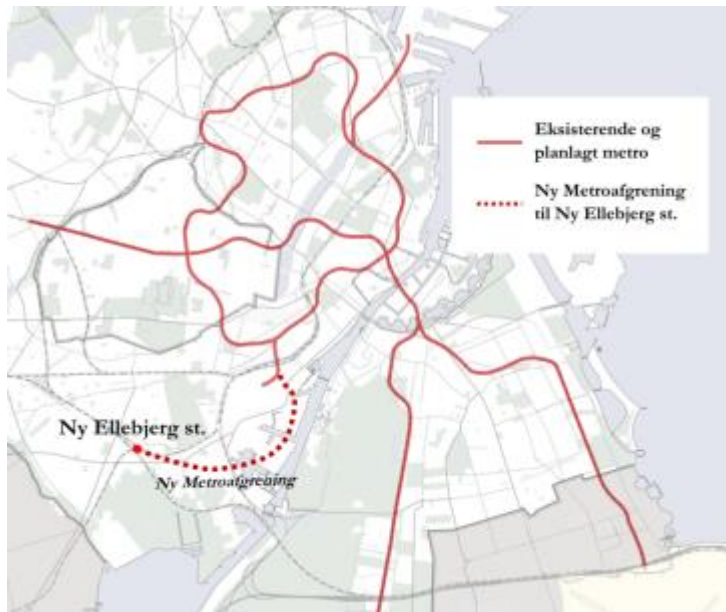 Eksisterende og
planlagt metro
Ny Metroafgrening
til Ny Ellebjerg st.
Ny Ellebjerg st.
Ny Metroafgrening